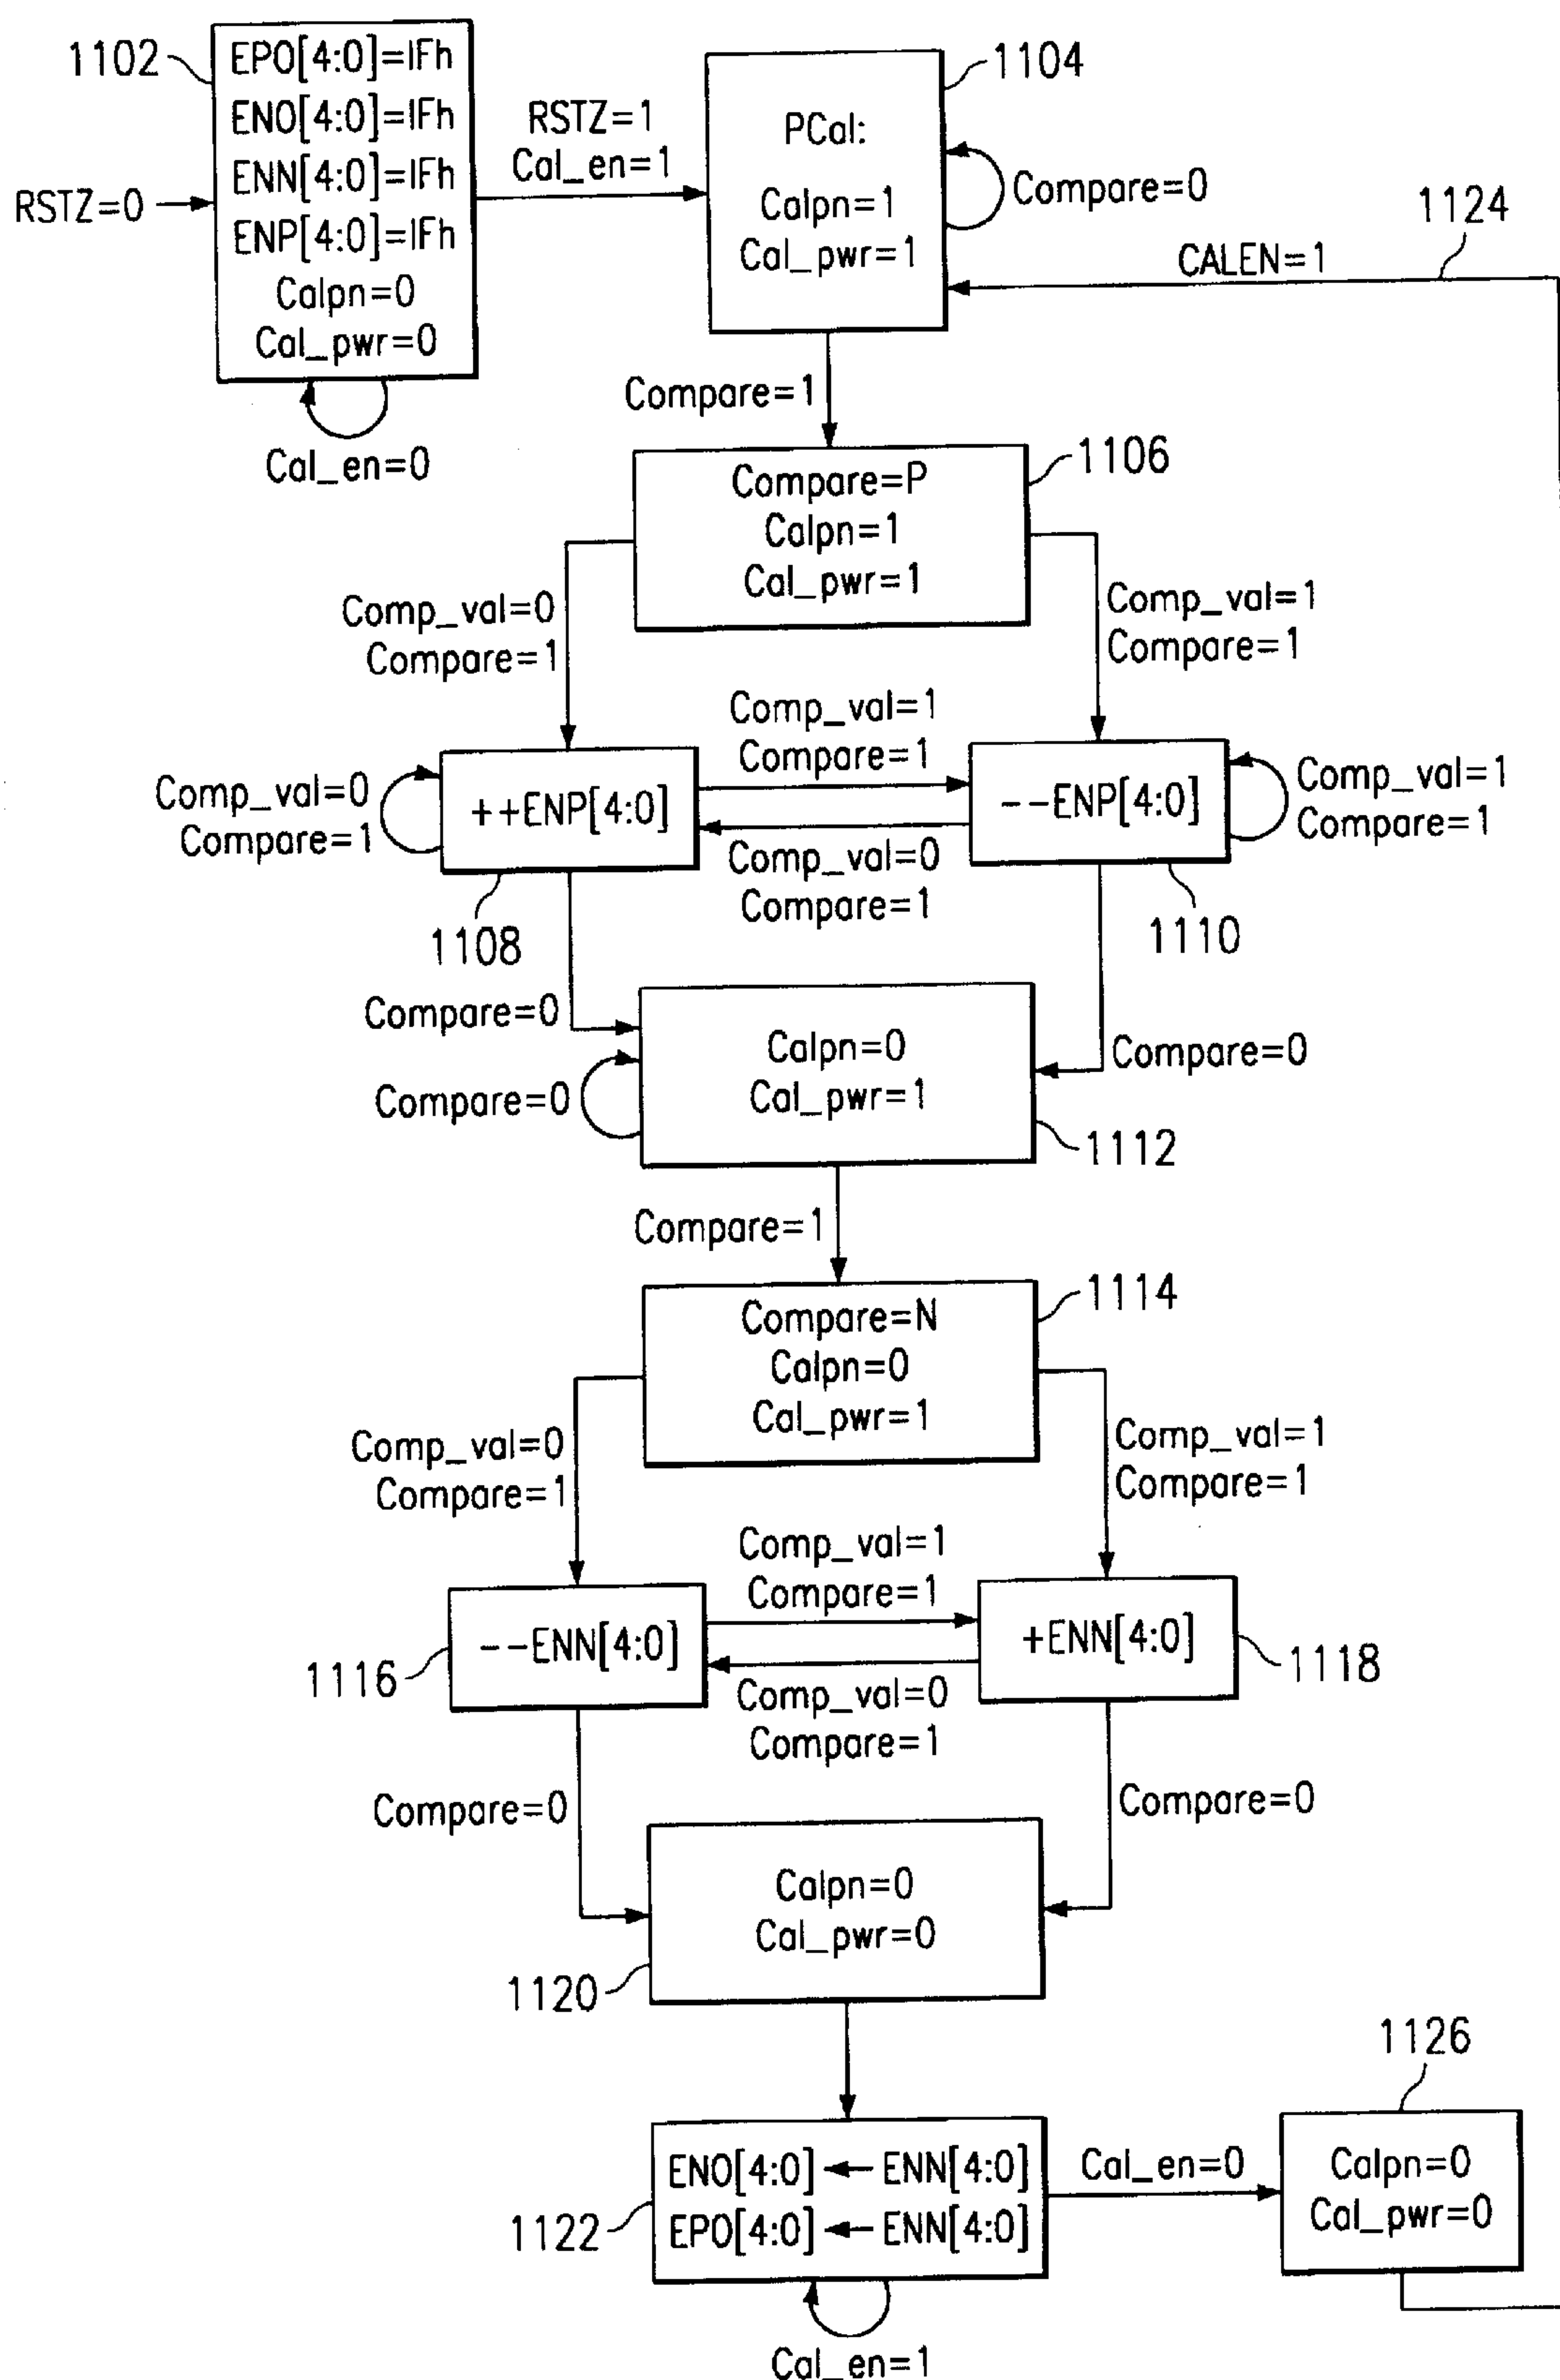 1102
EPO[4:0]=IFh
ENO[4:0]=IFh
ENN[4:0]=IFh
ENP[4:0]=IFh
Calpn=0
Cal_pwr=0
RSTZ=0
Cal_en=0
RSTZ=1
Cal_en=1
1104
PCal:
Calpn=1
Cal_pwr=1
Compare=0
1124
CALEN=1
Compare=1
1106
Compare=P
Calpn=1
Cal_pwr=1
Comp_val=0
Compare=1
Comp_val=1
Compare=1
Comp_val=1
Compare=1
Comp_val=0
Compare=1
++ENP[4:0]
--ENP[4:0]
Comp_val=1
Compare=1
Comp_val=0
Compare=1
1108
1110
Compare=0
Compare=0
Calpn=0
Cal_pwr=1
Compare=0
1112
Compare=1
1114
Compare=N
Calpn=0
Cal_pwr=1
Comp_val=0
Compare=1
Comp_val=1
Compare=1
Comp_val=1
Compare=1
--ENN[4:0]
+ENN[4:0]
1116
1118
Comp_val=0
Compare=1
Compare=0
Compare=0
Calpn=0
Cal_pwr=0
1120
1126
ENO[4:0] ← ENN[4:0]
EPO[4:0] ← ENN[4:0]
1122
Cal_en=0
Calpn=0
Cal_pwr=0
Cal_en=1